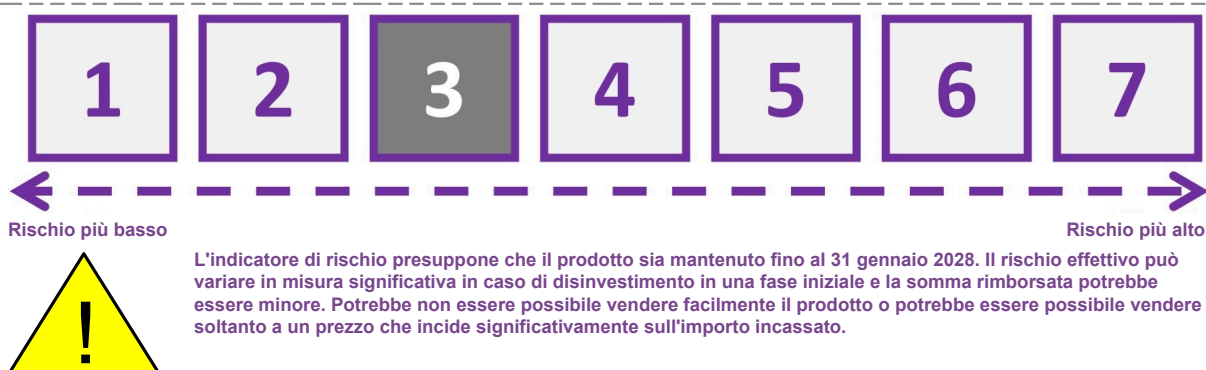 1 2 3 4 5 6 7
Rischio più basso Rischio più alto
L'indicatore di rischio presuppone che il prodotto sia mantenuto fino al 31 gennaio 2028. Il rischio effettivo può
variare in misura significativa in caso di disinvestimento in una fase iniziale e la somma rimborsata potrebbe
essere minore. Potrebbe non essere possibile vendere facilmente il prodotto o potrebbe essere possibile vendere
soltanto a un prezzo che incide significativamente sull'importo incassato.
!